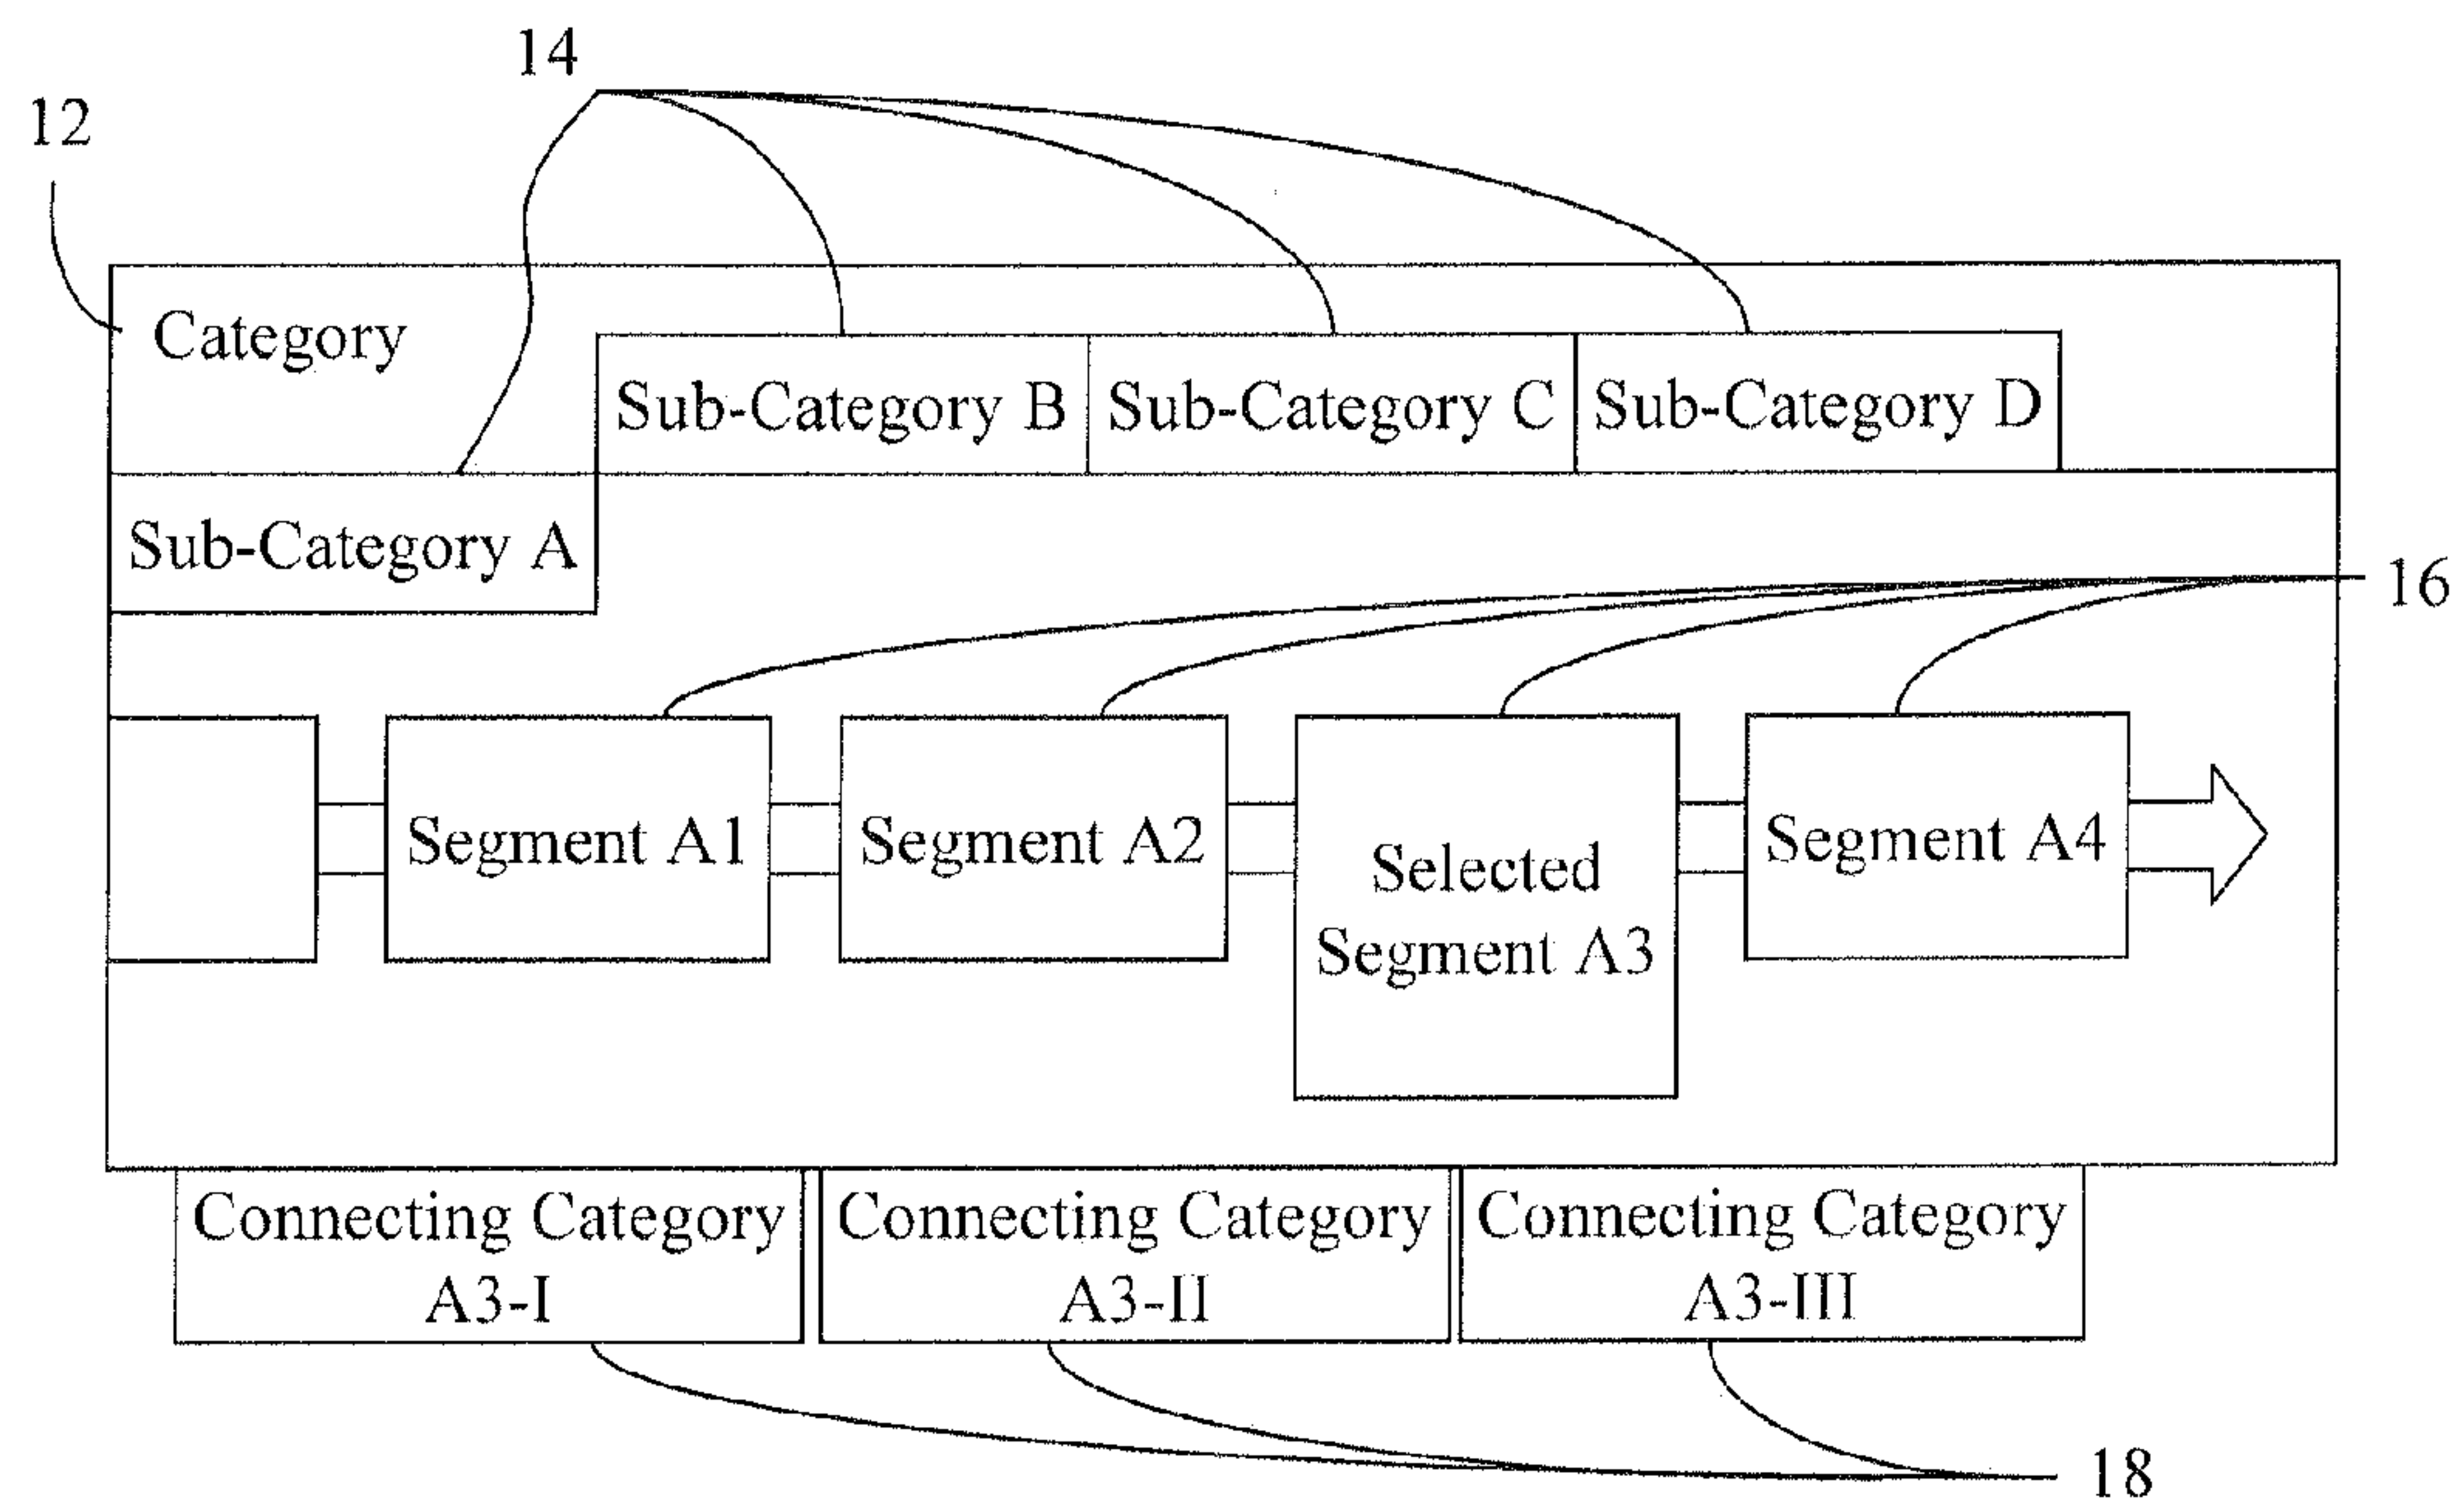 14
12
Category
Sub-Category B
Sub-Category C
Sub-Category D
Sub-Category A
16
Segment A1
Segment A2
Selected
Segment A3
Segment A4
Connecting Category
A3-I
Connecting Category
A3-II
Connecting Category
A3-III
18